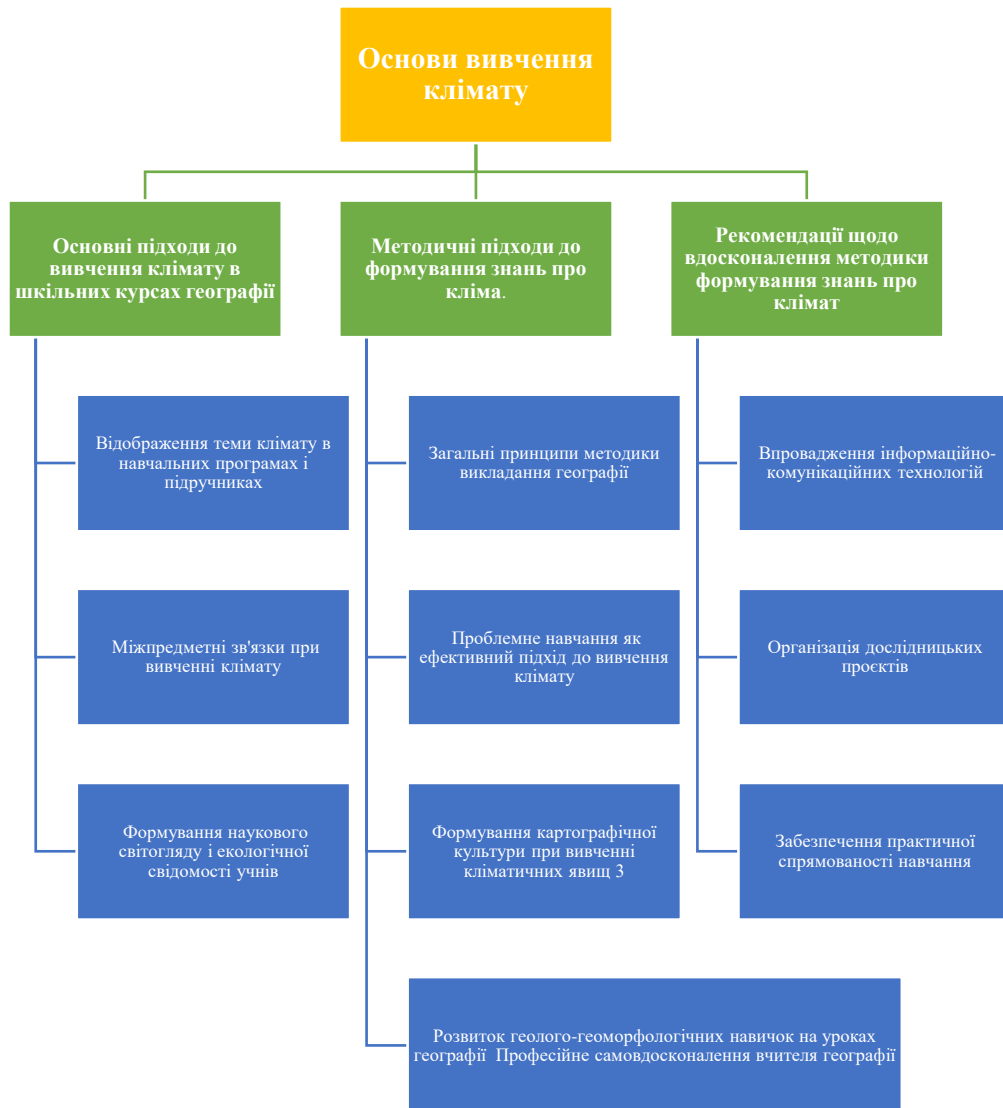 Основи вивчення
клімату
Основні підходи до
вивчення клімату в
шкільних курсах географії
Методичні підходи до
формування знань про
кліма.
Рекомендації щодо
вдосконалення методики
формування знань про
клімат
Відображення теми клімату в
навчальних програмах і
підручниках
Загальні принципи методики
викладання географії
Впровадження інформаційно-
комунікаційних технологій
Міжпредметні зв'язки при
вивченні клімату
Проблемне навчання як
ефективний підхід до вивчення
клімату
Організація дослідницьких
проєктів
Формування наукового
світогляду і екологічної
свідомості учнів
Формування картографічної
культури при вивченні
кліматичних явищ 3
Забезпечення практичної
спрямованості навчання
Розвиток геолого-геоморфологічних навичок на уроках
географії  Професійне самовдосконалення вчителя географії